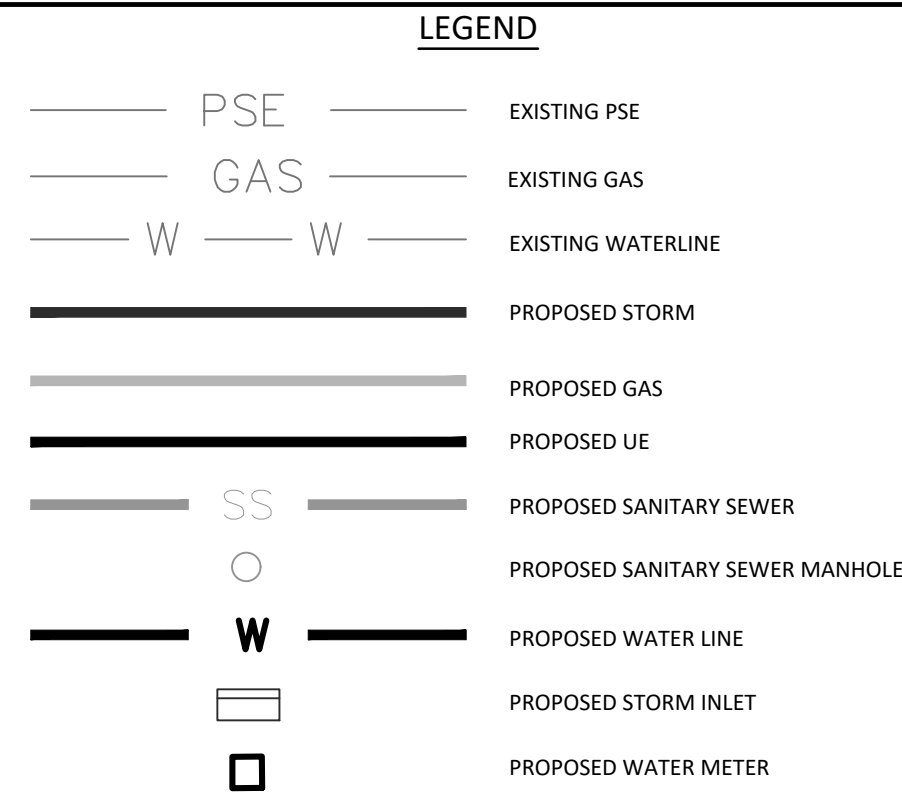 LEGEND
PSE EXISTING PSE
GAS EXISTING GAS
W W EXISTING WATERLINE
PROPOSED STORM
PROPOSED GAS
PROPOSED UE
SS PROPOSED SANITARY SEWER
PROPOSED SANITARY SEWER MANHOLE
W PROPOSED WATER LINE
PROPOSED STORM INLET
PROPOSED WATER METER